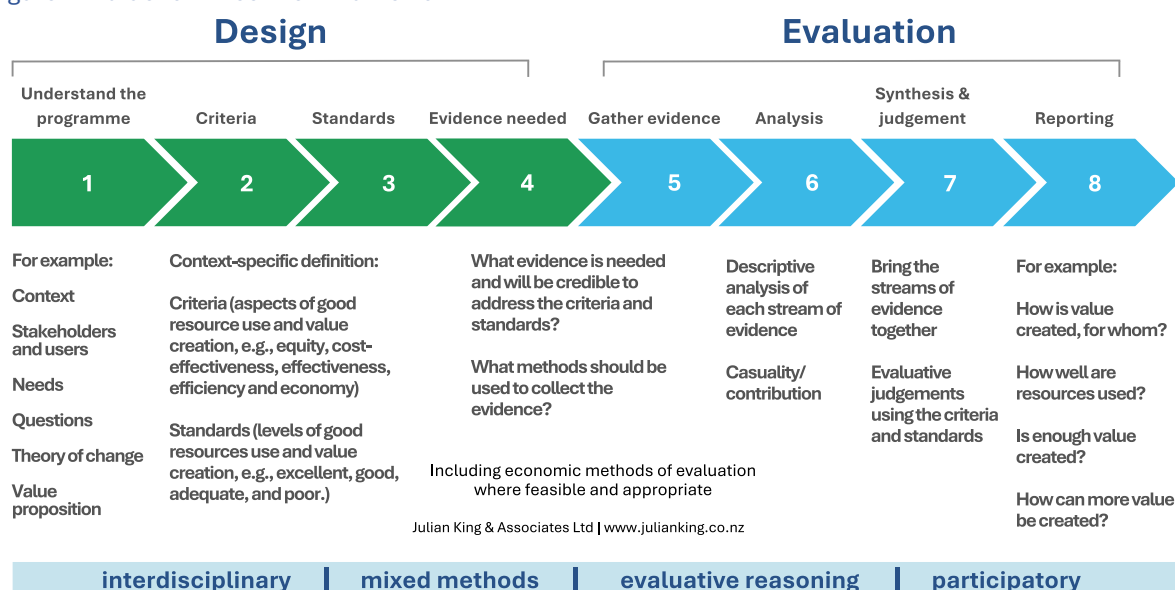 Design
Evaluation
Understand the
programme
Criteria
Standards
Evidence needed
Gather evidence
Analysis
Synthesis &
judgement
Reporting
1
2
3
4
5
6
7
8
For example:
Context
Stakeholders
and users
Needs
Questions
Theory of change
Value
proposition
Context-specific definition:
Criteria (aspects of good
resource use and value
creation, e.g., equity, cost-
effectiveness, effectiveness,
efficiency and economy)
Standards (levels of good
resources use and value
creation, e.g., excellent, good,
adequate, and poor.)
What evidence is needed
and will be credible to
address the criteria and
standards?
What methods should be
used to collect the
evidence?
Descriptive
analysis of
each stream of
evidence
Casuality/
contribution
Bring the
streams of
evidence
together
Evaluative
judgements
using the criteria
and standards
For example:
How is value
created, for whom?
How well are
resources used?
Is enough value
created?
How can more value
be created?
Including economic methods of evaluation
where feasible and appropriate
Julian King & Associates Ltd | www.julianking.co.nz
interdisciplinary | mixed methods | evaluative reasoning | participatory